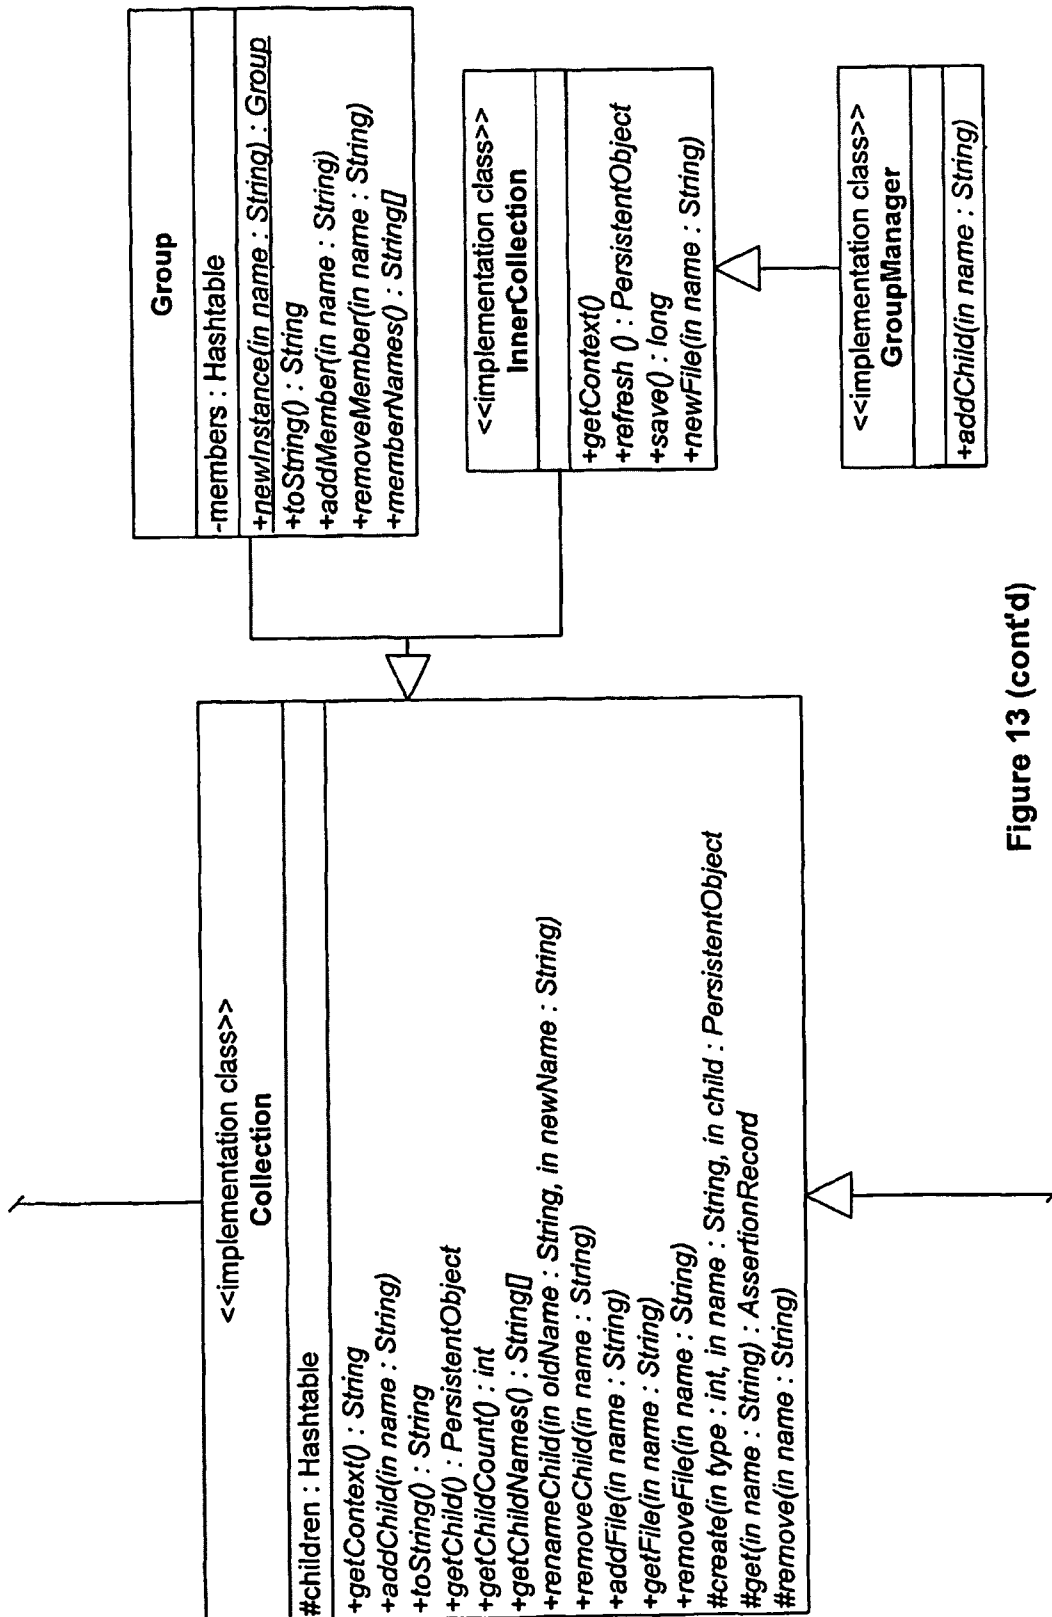 <<implementation class>>
Collection
#children : Hashtable
+getContext() : String
+addChild(in name : String)
+toString() : String
+getChild() : PersistentObject
+getChildCount() : int
+getChildNames() : String[]
+renameChild(in oldName : String, in newName : String)
+removeChild(in name : String)
+addFile(in name : String)
+getFile(in name : String)
+removeFile(in name : String)
#create(in type : int, in name : String, in child : PersistentObject
#get(in name : String) : AssertionRecord
#remove(in name : String)
Group
-members : Hashtable
+newInstance(in name : String) : Group
+toString() : String
+addMember(in name : String)
+removeMember(in name : String)
+memberNames() : String[]
<<implementation class>>
InnerCollection
+getContext()
+refresh () : PersistentObject
+save() : long
+newFile(in name : String)
<<implementation class>>
GroupManager
+addChild(in name : String)
Figure 13 (cont'd)